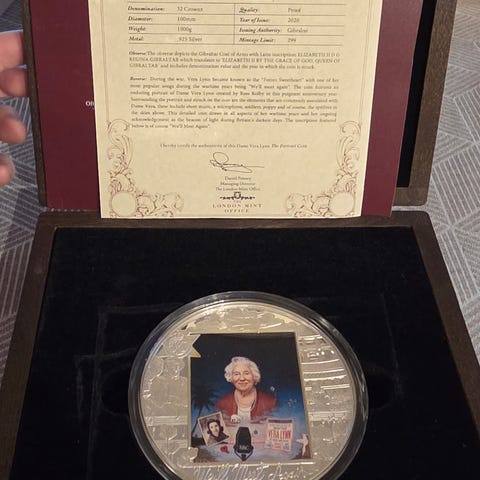 Denomination: 32 Crowns Quality: Proof
Diameter: 100mm Year of Issue: 2020
Weight: 1000g Issuing Authority: Gibraltar
Metal: .925 Silver Mintage Limit: 299
Obverse: The obverse depicts the Gibraltar Coat of Arms with Latin inscription ELIZABETH II D G
REGINA GIBRALTAR which translates to 'ELIZABETH II BY THE GRACE OF GOD, QUEEN OF
GIBRALTAR' and includes denomination value and the year in which the coin is struck.
Reverse: During the war, Vera Lynn became known as the "Forces Sweetheart" with one of her
most popular songs during the wartime years being "We'll meet again". The coin features an
enduring portrait of Dame Vera Lynn created by Ross Kolby in this poignant anniversary year.
Surrounding the portrait and struck on the coin are the elements that are commonly associated with
Dame Vera, these include sheet music, a microphone, soldiers, poppy and of course, the spitfires in
the skies above. This detailed coin draws in all aspects of her wartime years and her ongoing
acknowledgement as the beacon of light during Britain's darkest days. The inscription featured
below is of course "We'll Meet Again".
I hereby certify the authenticity of this Dame Vera Lynn The Portrait Coin
Daniel
Managing Director
The London Mint Office
LONDON MINT
OFFICE
VERA LYNN
BBC
We'll Meet Again